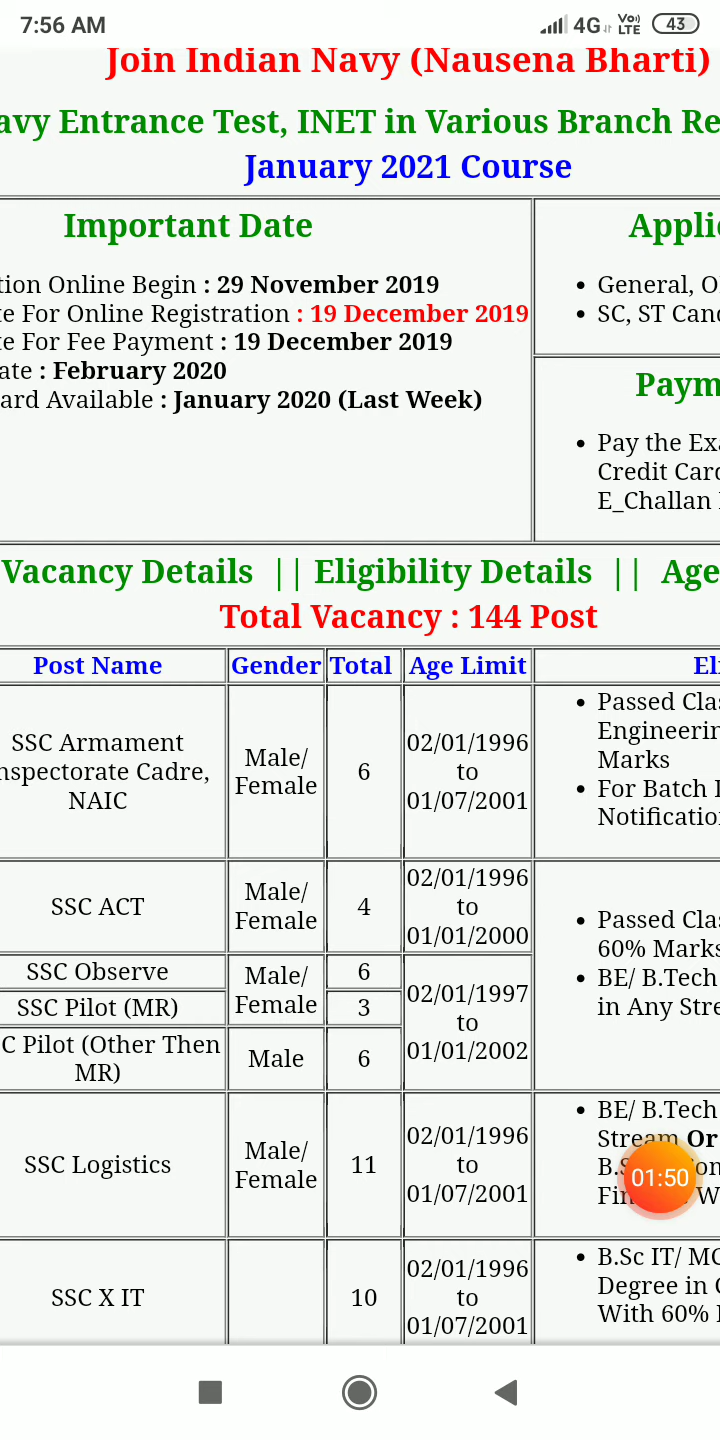 7:56 AM
4G Vo)) LTE 43
Join Indian Navy (Nausena Bharti)
avy Entrance Test, INET in Various Branch Re
January 2021 Course
Important Date
tion Online Begin : 29 November 2019
te For Online Registration : 19 December 2019
te For Fee Payment : 19 December 2019
ate : February 2020
ard Available : January 2020 (Last Week)
Applic
• General, O
• SC, ST Cand
Paym
• Pay the Exa
Credit Card
E_Challan
Vacancy Details || Eligibility Details || Age
Total Vacancy : 144 Post
Post Name Gender Total Age Limit Eli
SSC Armament
nspectorate Cadre,
NAIC
Male/
Female
6
02/01/1996
to
01/07/2001
• Passed Clas
Engineerin
Marks
• For Batch
Notificatio
SSC ACT
Male/
Female
4
02/01/1996
to
01/01/2000
• Passed Clas
60% Marks
• BE/ B.Tech
in Any Stre
SSC Observe
Male/
Female
6
SSC Pilot (MR)
3
02/01/1997
to
01/01/2002
C Pilot (Other Then
MR)
Male
6
SSC Logistics
Male/
Female
11
02/01/1996
to
01/07/2001
• BE/ B.Tech
Stream Or
01:50
SSC X IT
10
02/01/1996
to
01/07/2001
• B.Sc IT/ MC
Degree in
With 60%